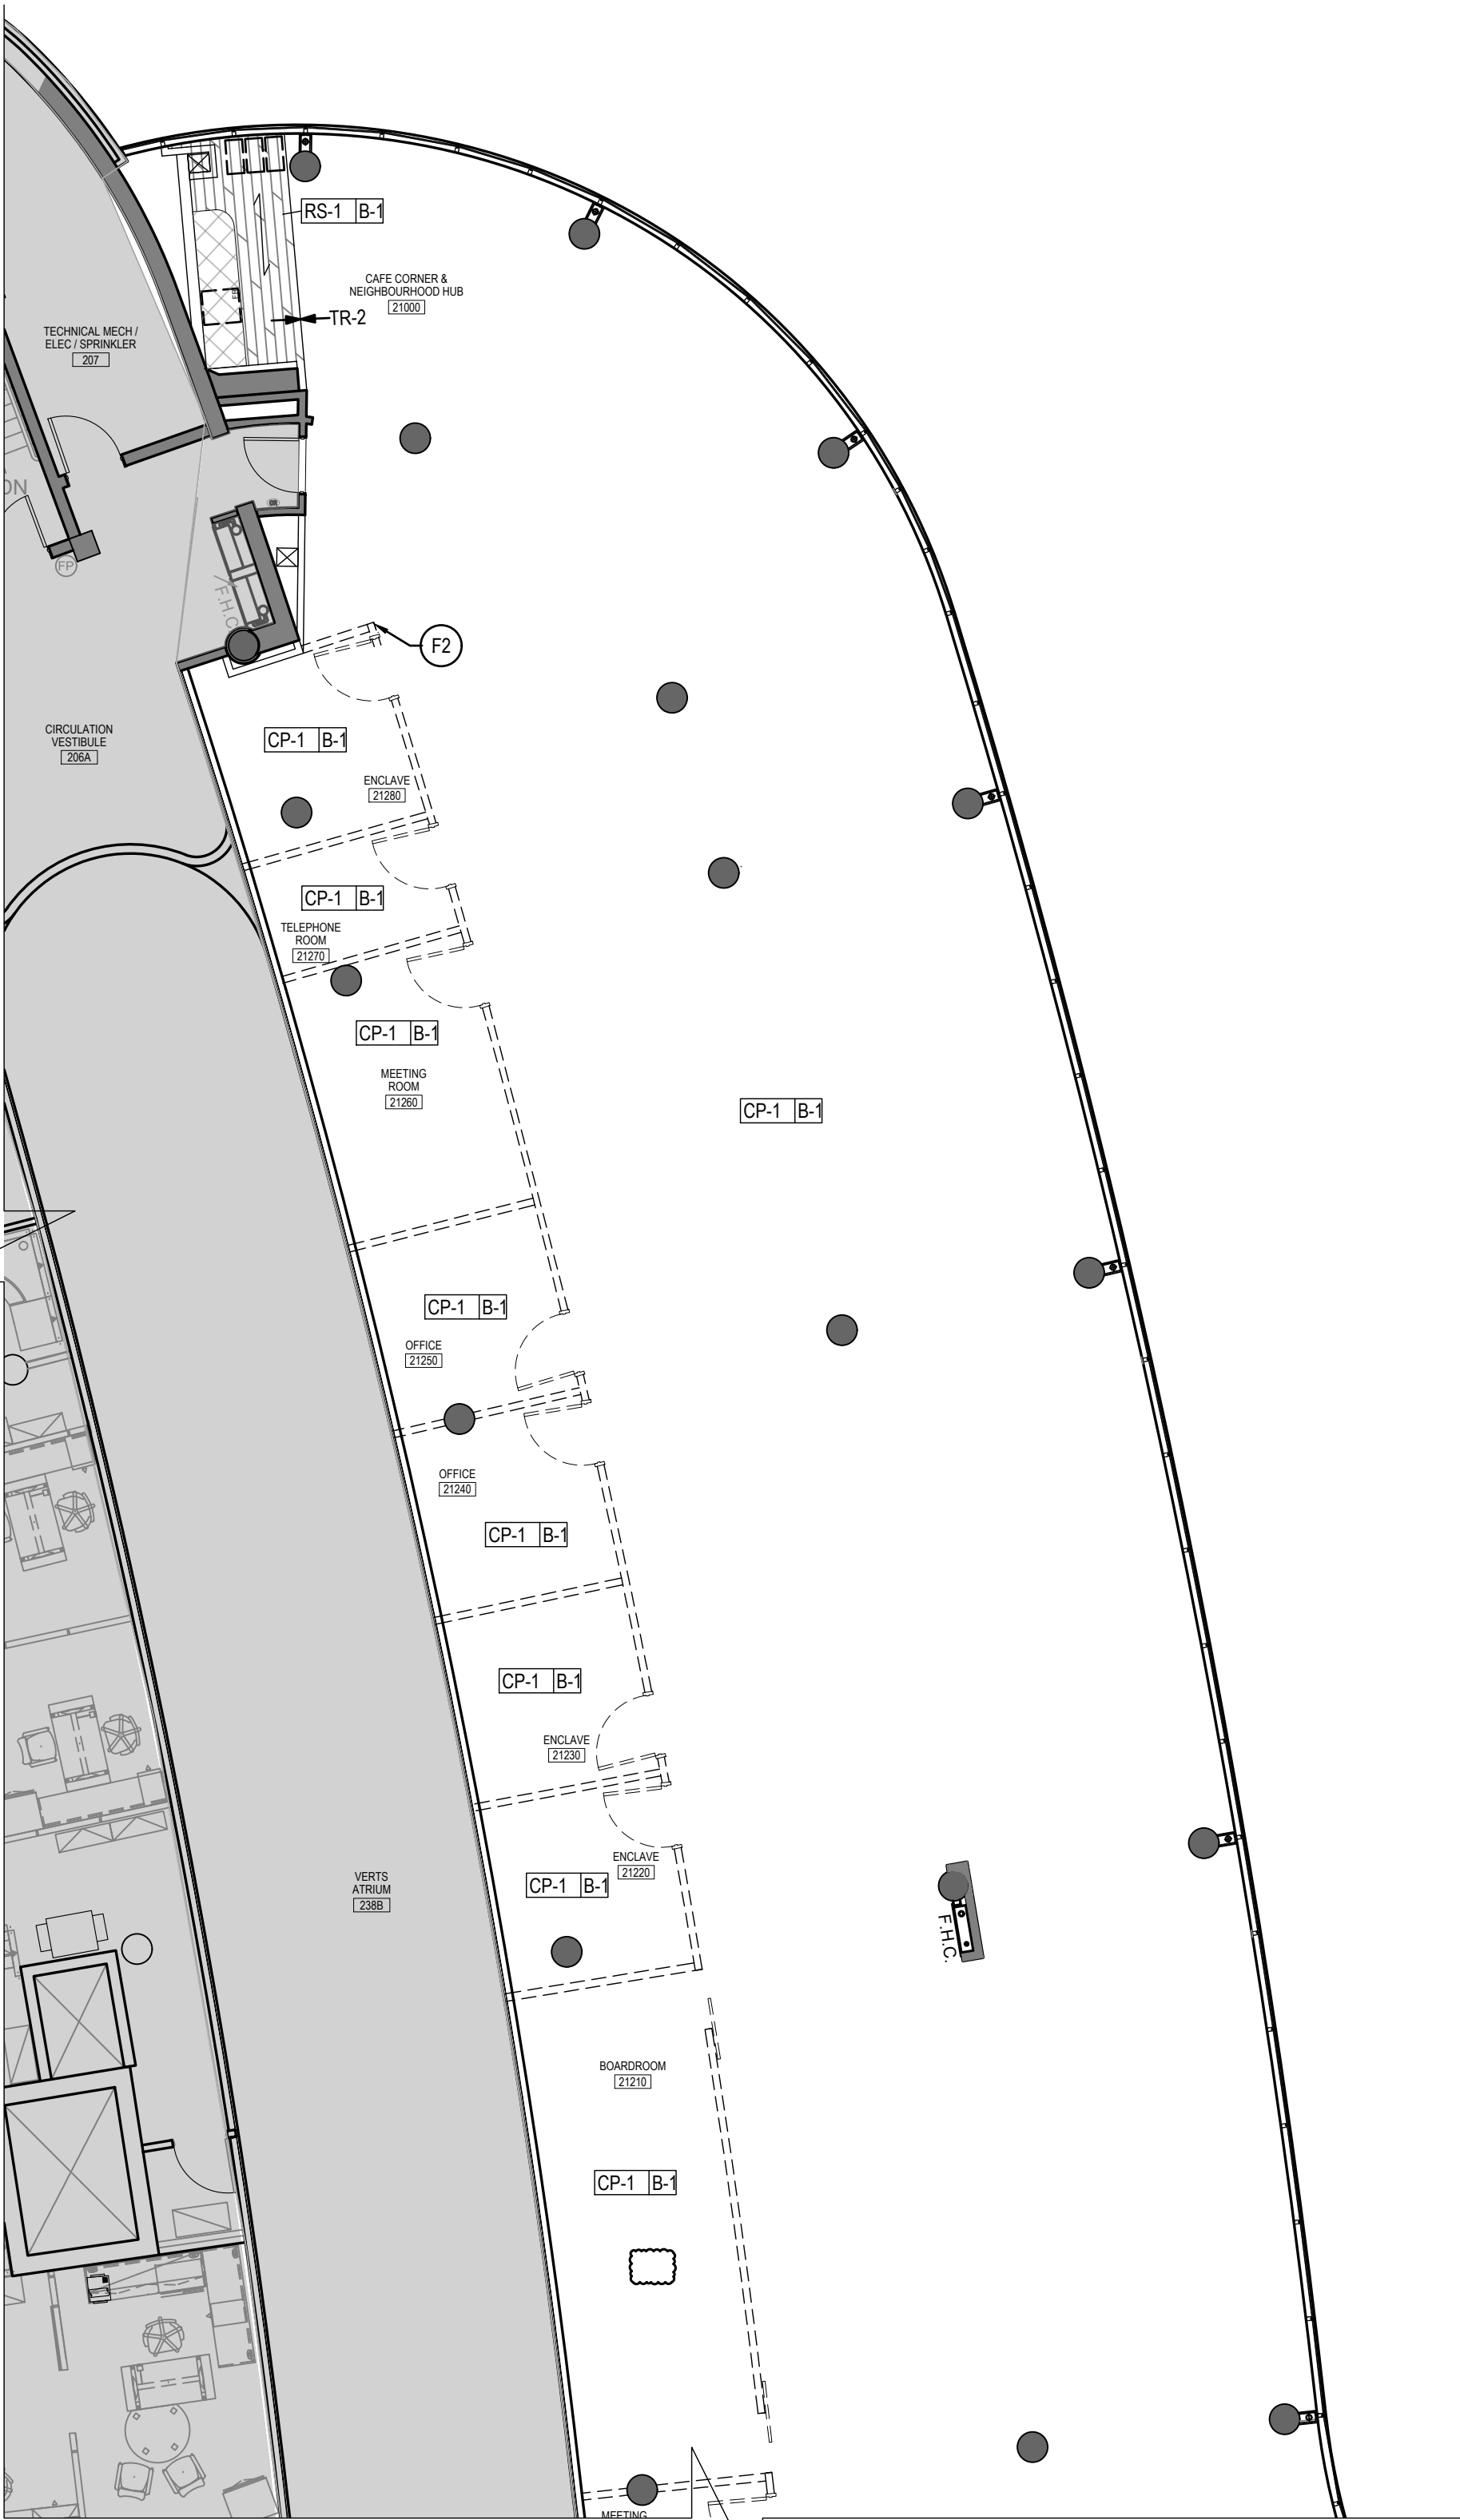 RS-1 B-1
CAFE CORNER &
NEIGHBOURHOOD HUB
21000
TR-2
TECHNICAL MECH /
ELEC / SPRINKLER
207
ON
FP
F.H.C
F2
CIRCULATION
VESTIBULE
206A
CP-1 B-1
ENCLAVE
21280
CP-1 B-1
TELEPHONE
ROOM
21270
CP-1 B-1
MEETING
ROOM
21260
CP-1 B-1
CP-1 B-1
OFFICE
21250
OFFICE
21240
CP-1 B-1
CP-1 B-1
ENCLAVE
21230
ENCLAVE
21220
CP-1 B-1
VERTS
ATRIUM
238B
F.H.C.
BOARDROOM
21210
CP-1 B-1
MEETING